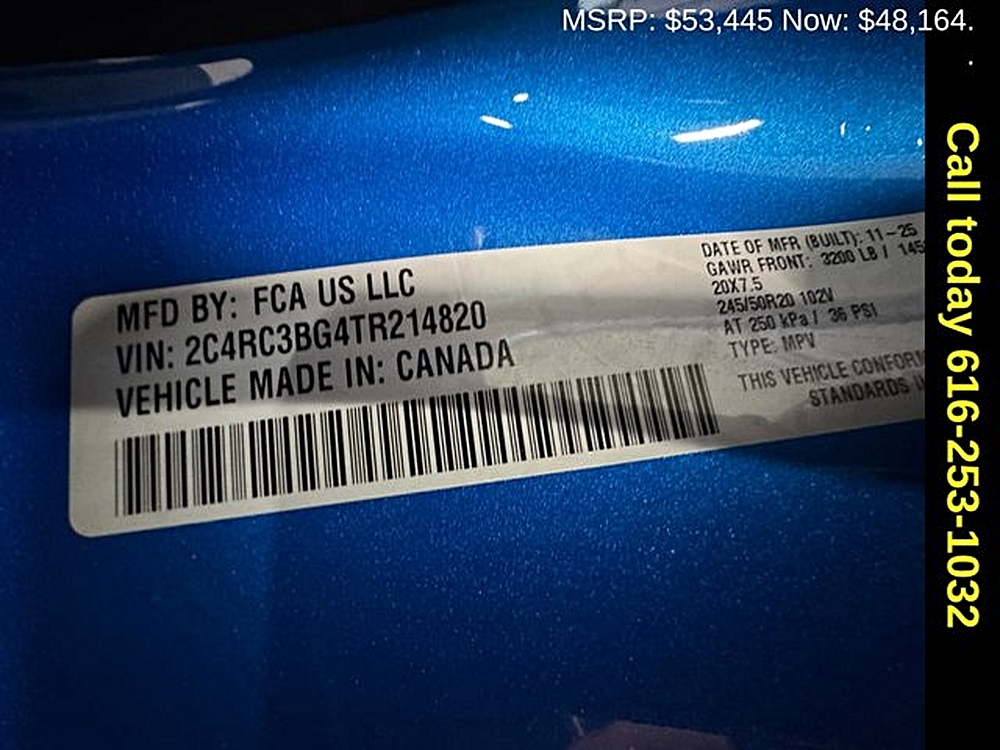 MSRP: $53,445 Now: $48,164.
.
Call today 616-253-1032
MFD BY: FCA US LLC
VIN: 2C4RC3BG4TR214820
VEHICLE MADE IN: CANADA
DATE OF MFR (BUILT): 11-25
GAWR FRONT: 3200 LB / 145
20X7.5
245/50R20 102V
AT 250 kPa / 36 PSI
TYPE: MPV
THIS VEHICLE CONFORM
STANDARDS